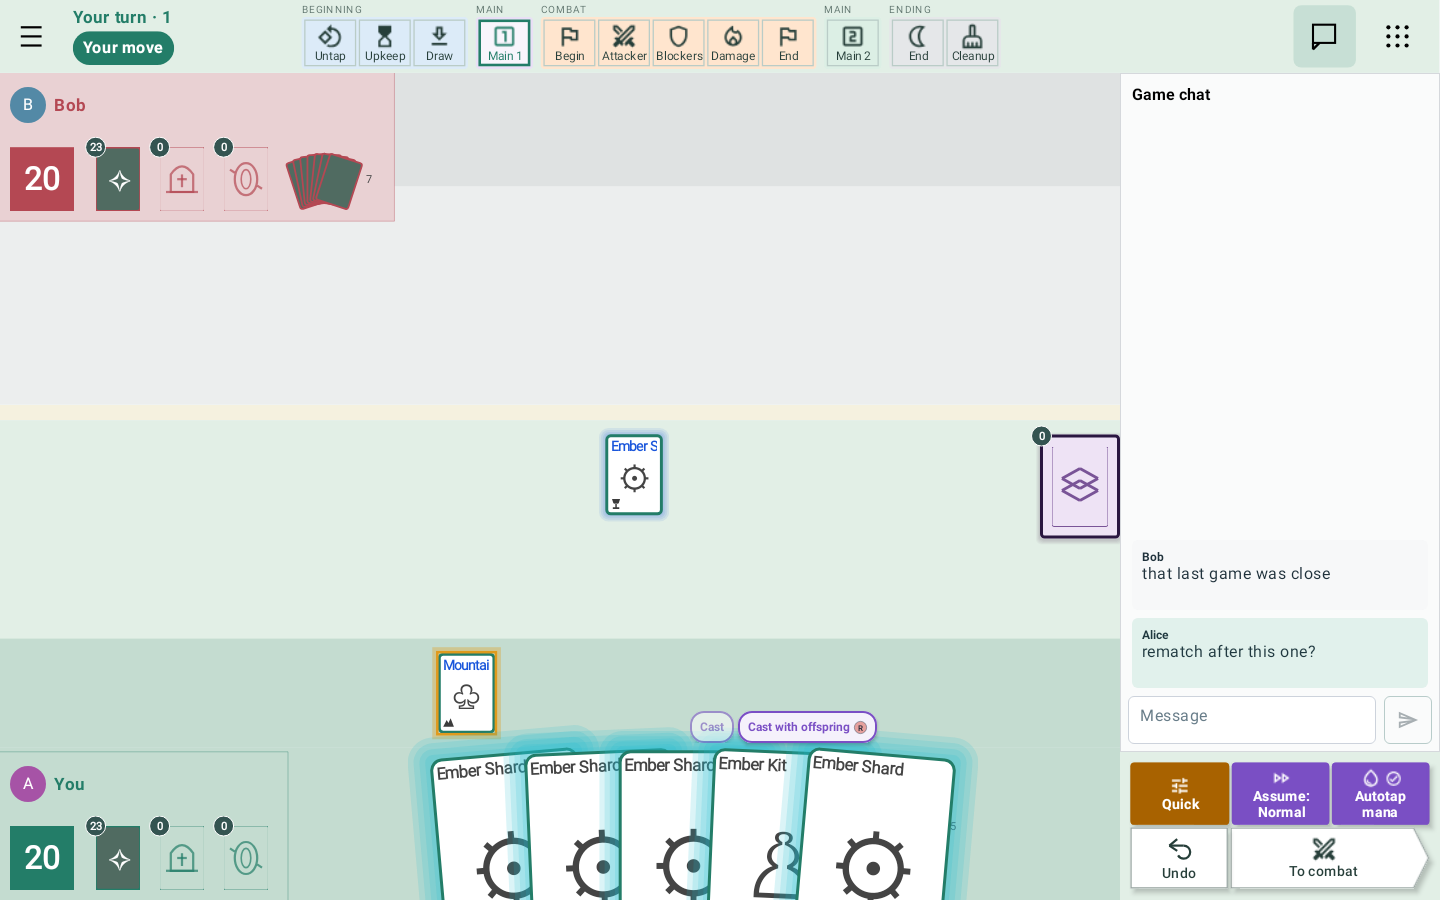 Your turn · 1
Your move
BEGINNING
MAIN
COMBAT
MAIN
ENDING
Untap
Upkeep
Draw
Main 1
Begin
Attacker
Blockers
Damage
End
Main 2
End
Cleanup
B
Bob
20
23
0
0
7
Game chat
Ember S
0
Bob
that last game was close
Alice
rematch after this one?
Message
Mountai
Cast
Cast with offspring R
Ember Shard
Ember Shard
Ember Shard
Ember Kit
Ember Shard
5
A
You
20
23
0
0
Quick
Assume:
Normal
Autotap
mana
Undo
To combat